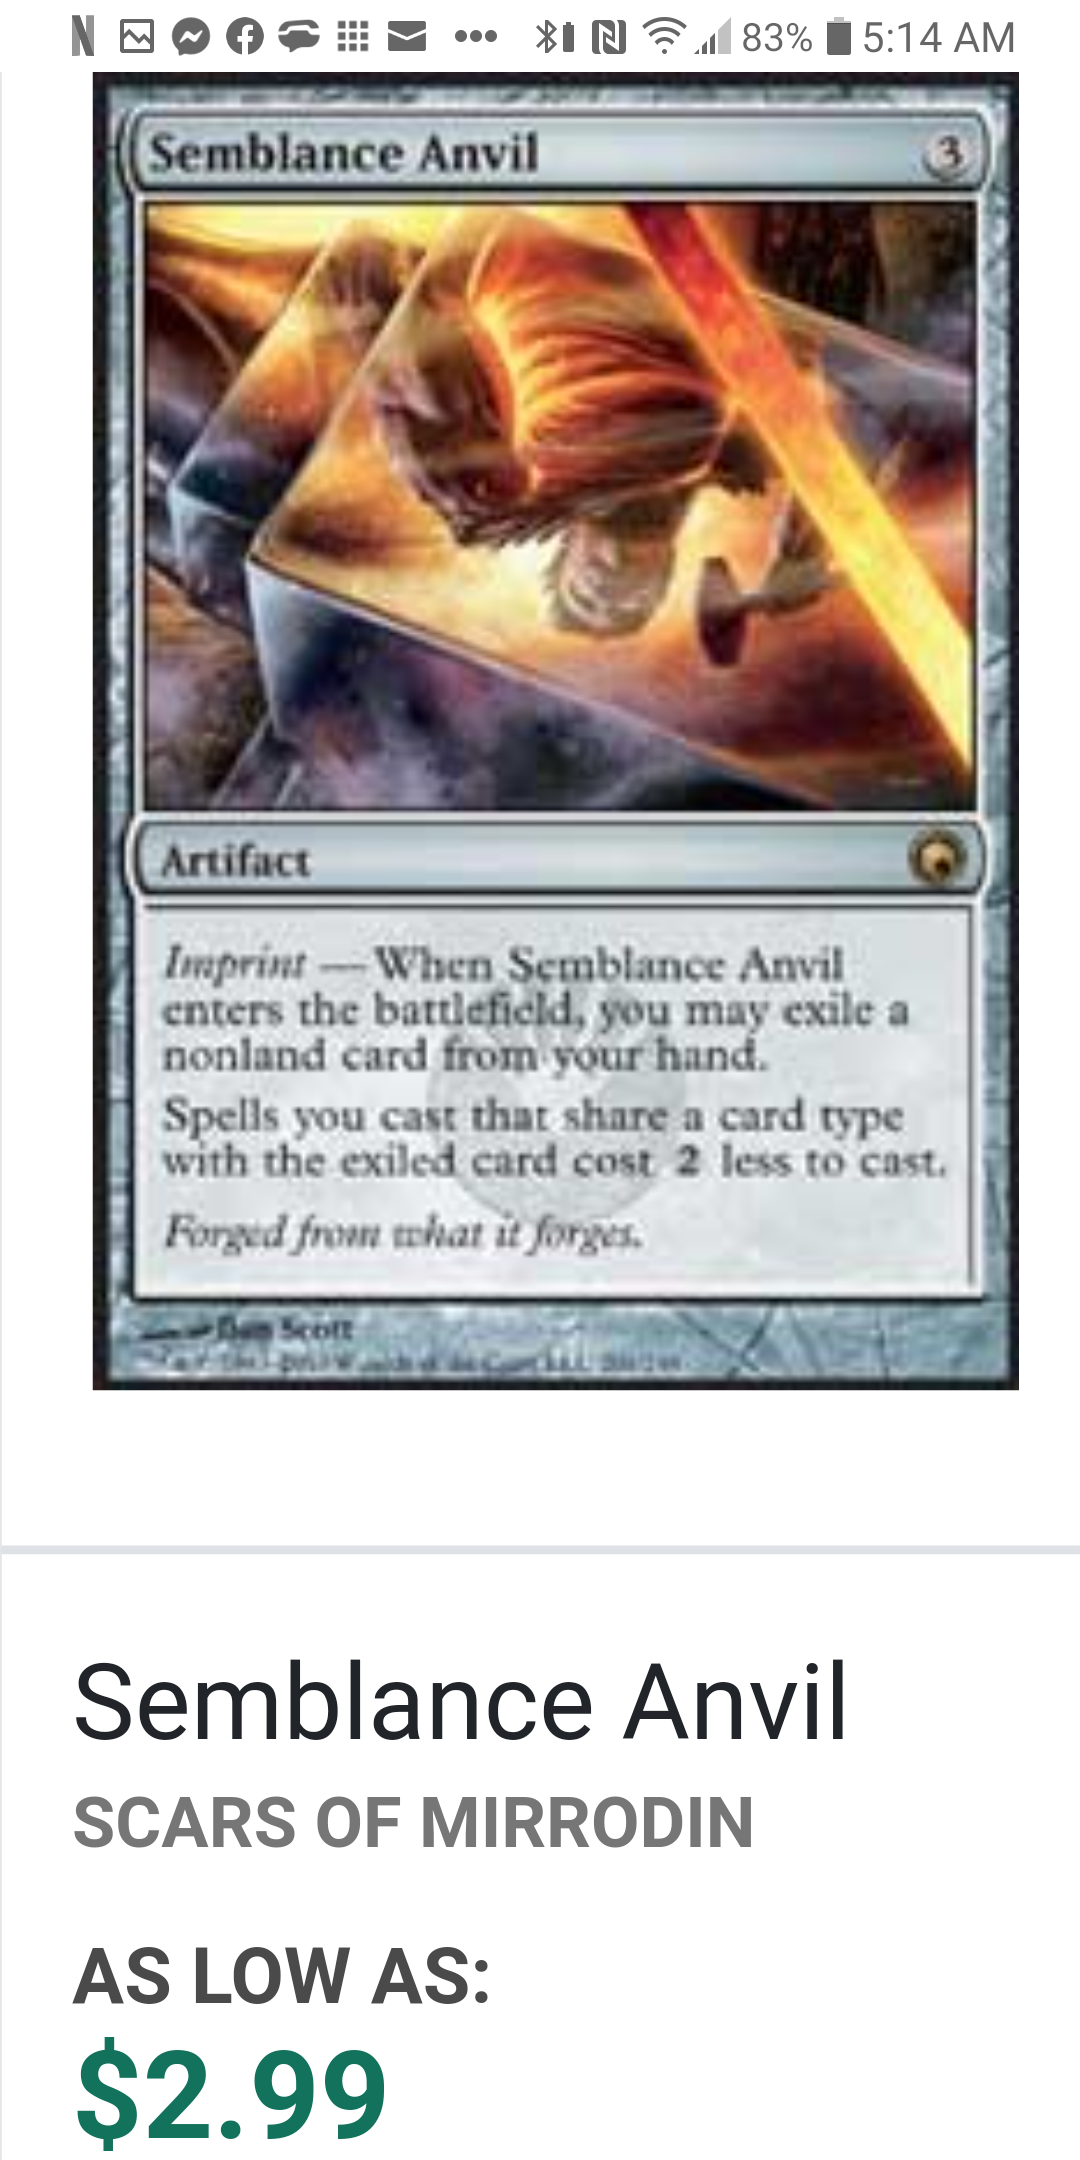 83% 5:14 AM
Semblance Anvil 3
Artifact
Imprint — When Semblance Anvil
enters the battlefield, you may exile a
nonland card from your hand.
Spells you cast that share a card type
with the exiled card cost 2 less to cast.
Forged from what it forges.
Scott
Semblance Anvil
SCARS OF MIRRODIN
AS LOW AS:
$2.99